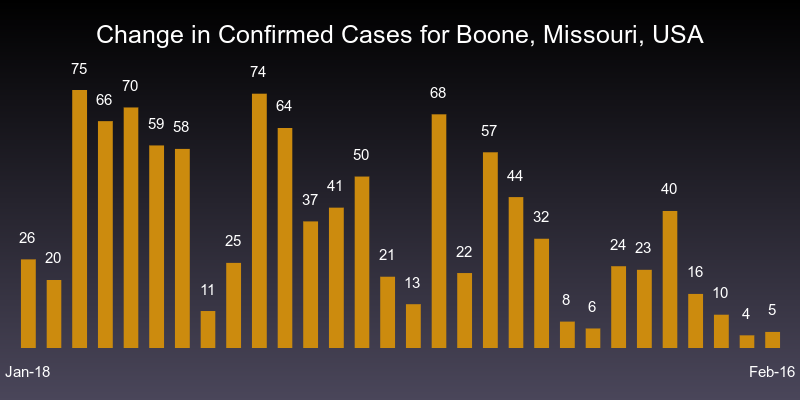 Change in Confirmed Cases for Boone, Missouri, USA
26 20 75 66 70 59 58 11 25 74 64 37 41 50 21 13 68 22 57 44 32 8 6 24 23 40 16 10 4 5
Jan-18 Feb-16